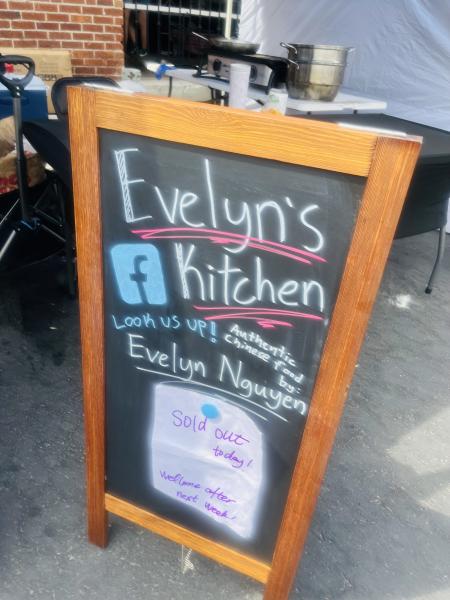 Evelyn's
f Kitchen
Look us up!
Authentic
Chinese food
by:
Evelyn Nguyen
Sold out
today!
welcome after
next week!